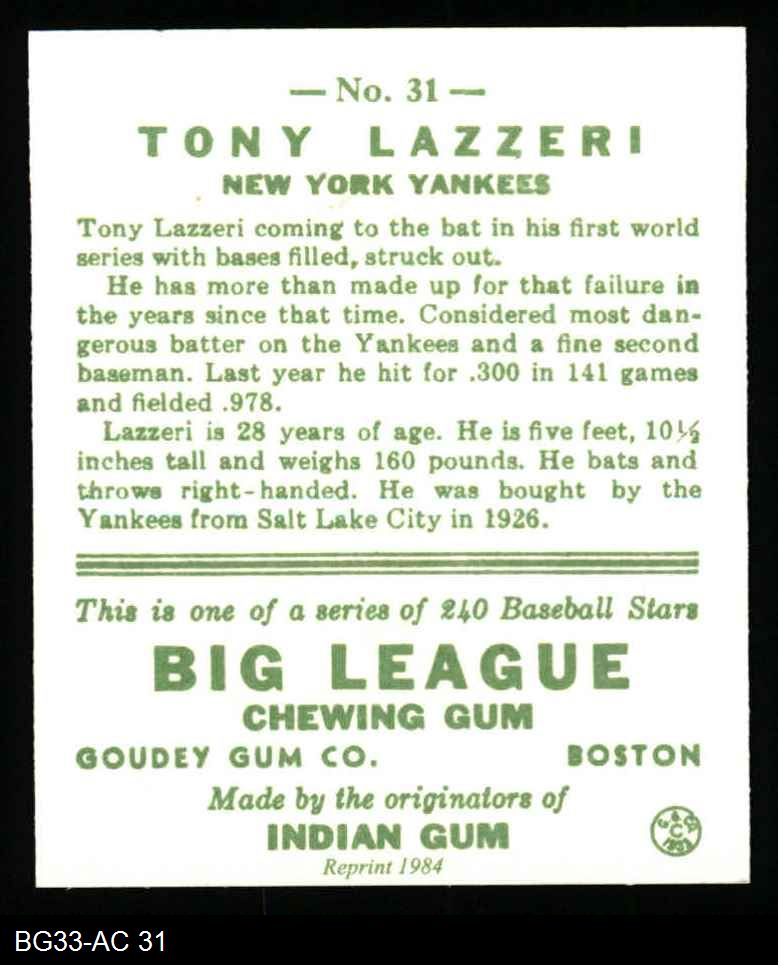 — No. 31 —
TONY LAZZERI
NEW YORK YANKEES
Tony Lazzeri coming to the bat in his first world
series with bases filled, struck out.
He has more than made up for that failure in
the years since that time. Considered most dan-
gerous batter on the Yankees and a fine second
baseman. Last year he hit for .300 in 141 games
and fielded .978.
Lazzeri is 28 years of age. He is five feet, 10½
inches tall and weighs 160 pounds. He bats and
throws right-handed. He was bought by the
Yankees from Salt Lake City in 1926.
This is one of a series of 240 Baseball Stars
BIG LEAGUE
CHEWING GUM
GOUDEY GUM CO. BOSTON
Made by the originators of
INDIAN GUM
Reprint 1984
BG33-AC 31